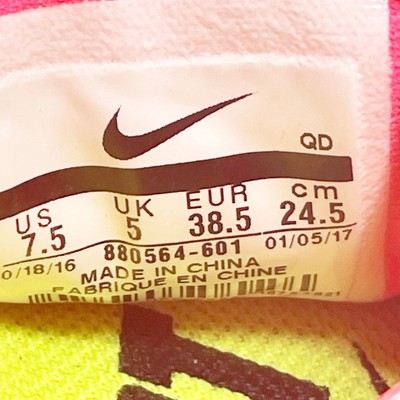 QD
US UK EUR cm
7.5 5 38.5 24.5
0/18/16 880564-601 01/05/17
MADE IN CHINA
FABRIQUE EN CHINE